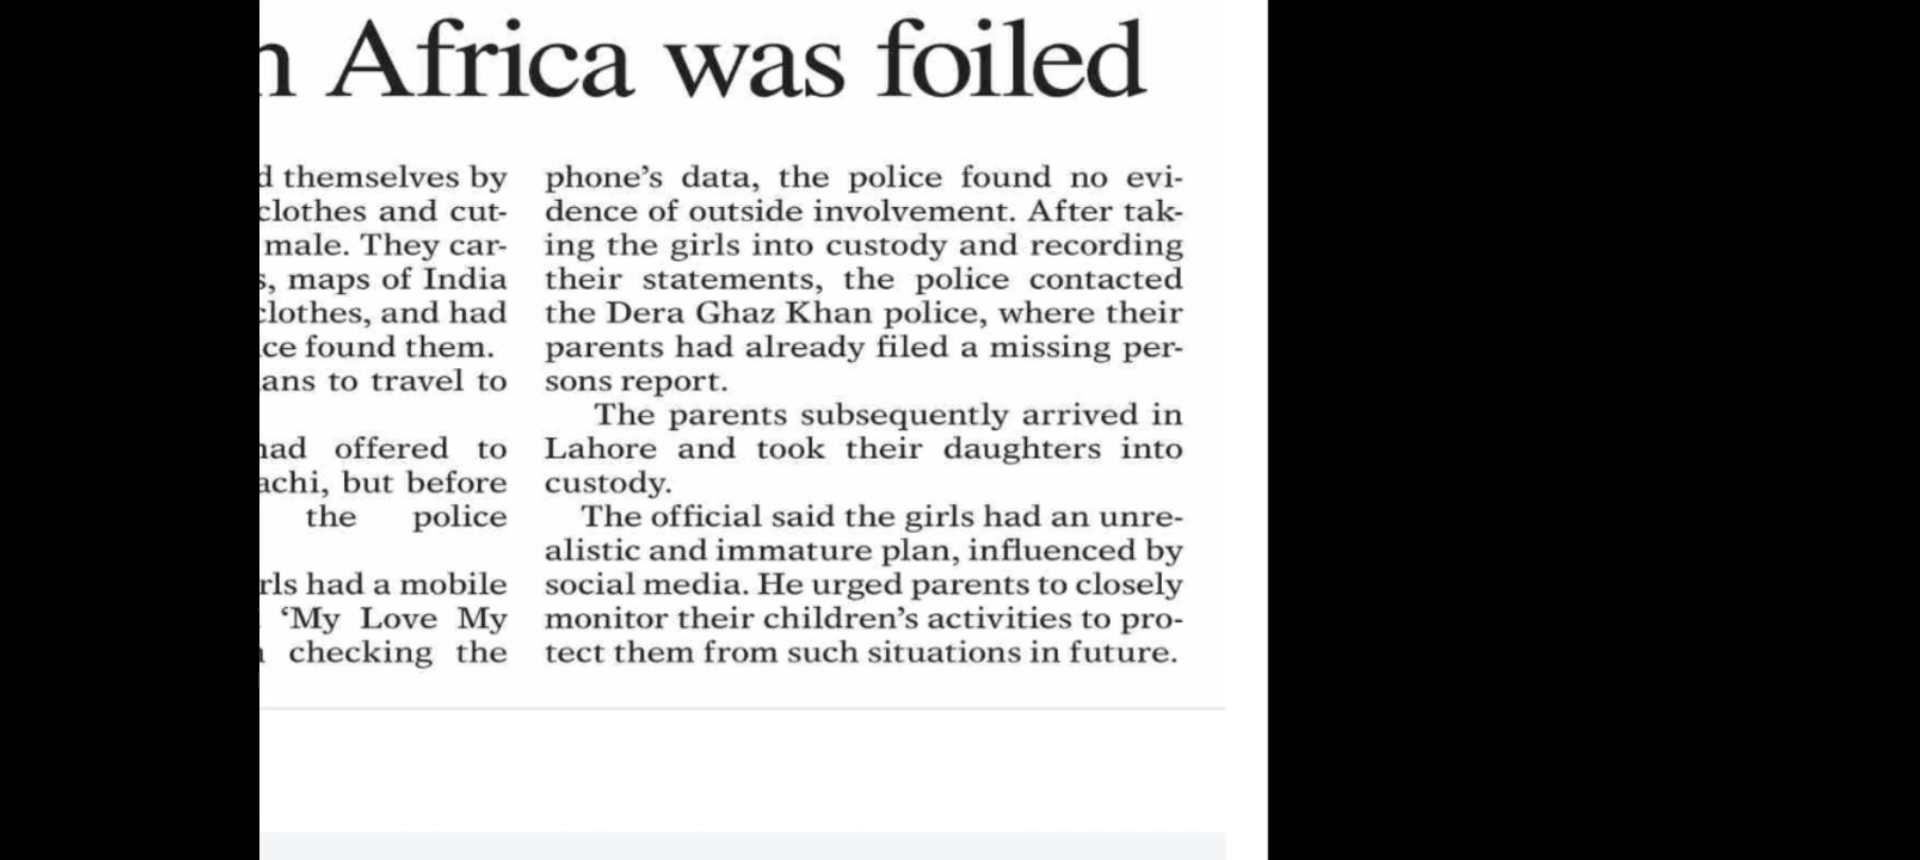 Africa was foiled
themselves by
clothes and cut-
male. They car-
maps of India
clothes, and had
found them.
to travel to
had offered to
but before
the police
had a mobile
‘My Love My
checking the
phone’s data, the police found no evi-
dence of outside involvement. After tak-
ing the girls into custody and recording
their statements, the police contacted
the Dera Ghaz Khan police, where their
parents had already filed a missing per-
sons report.
The parents subsequently arrived in
Lahore and took their daughters into
custody.
The official said the girls had an unre-
alistic and immature plan, influenced by
social media. He urged parents to closely
monitor their children’s activities to pro-
tect them from such situations in future.